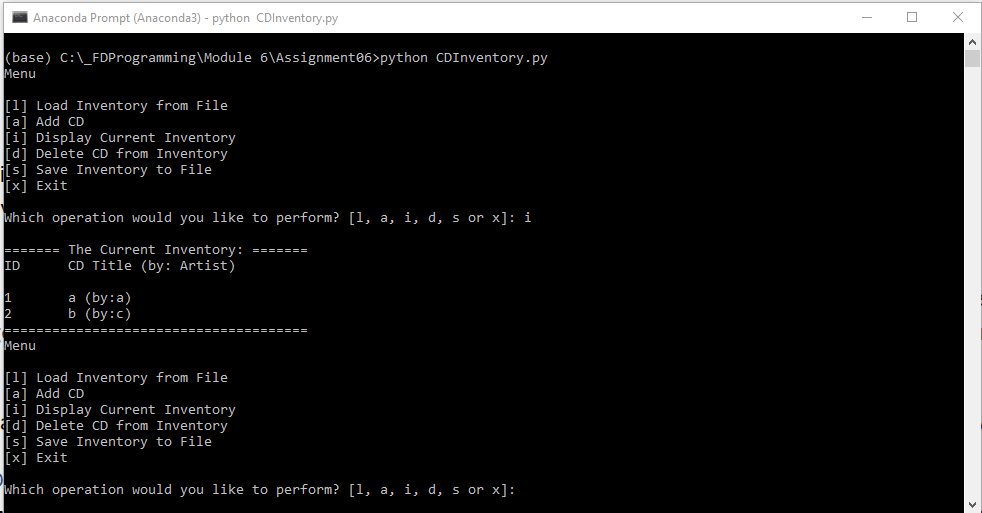 Anaconda Prompt (Anaconda3) - python  CDInventory.py
(base) C:\_FDProgramming\Module 6\Assignment06>python CDInventory.py
Menu
[l] Load Inventory from File
[a] Add CD
[i] Display Current Inventory
[d] Delete CD from Inventory
[s] Save Inventory to File
[x] Exit
Which operation would you like to perform? [l, a, i, d, s or x]: i
======= The Current Inventory: =======
ID      CD Title (by: Artist)
1       a (by:a)
2       b (by:c)
======================================
Menu
[l] Load Inventory from File
[a] Add CD
[i] Display Current Inventory
[d] Delete CD from Inventory
[s] Save Inventory to File
[x] Exit
Which operation would you like to perform? [l, a, i, d, s or x]: